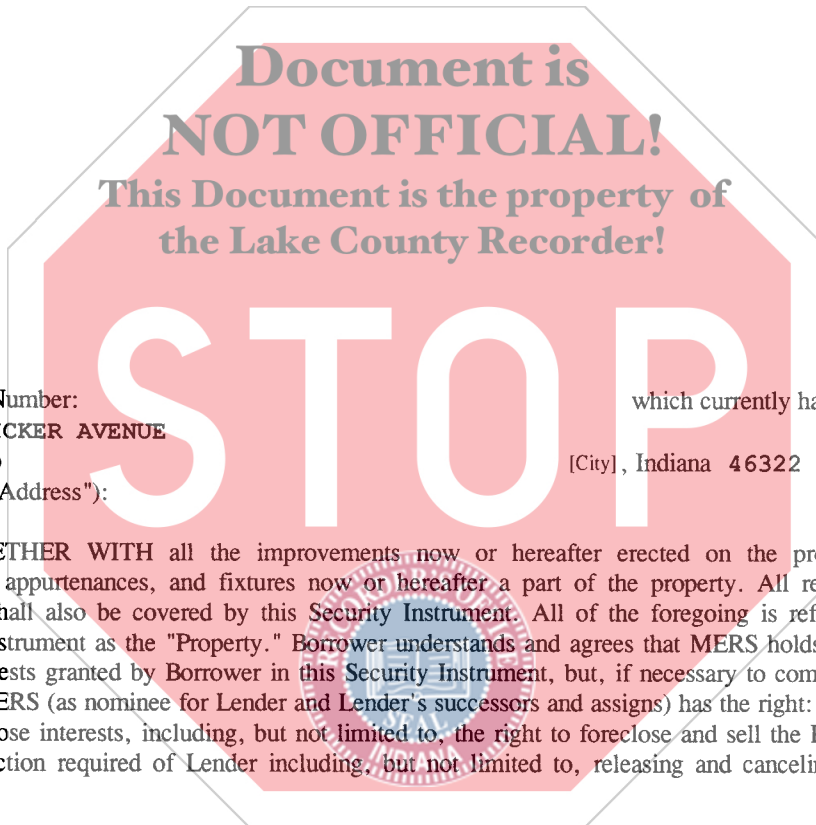 Document is
NOT OFFICIAL!
This Document is the property of
the Lake County Recorder!
STOP
Number: which currently ha
CKER AVENUE
[City], Indiana 46322
Address"):
ETHER WITH all the improvements now or hereafter erected on the pro
appurtenances, and fixtures now or hereafter a part of the property. All re
hall also be covered by this Security Instrument. All of the foregoing is ref
strument as the "Property." Borrower understands and agrees that MERS holds
ests granted by Borrower in this Security Instrument, but, if necessary to com
ERS (as nominee for Lender and Lender's successors and assigns) has the right:
ose interests, including, but not limited to, the right to foreclose and sell the P
ction required of Lender including, but not limited to, releasing and cancelin
SEAL
INDIANA